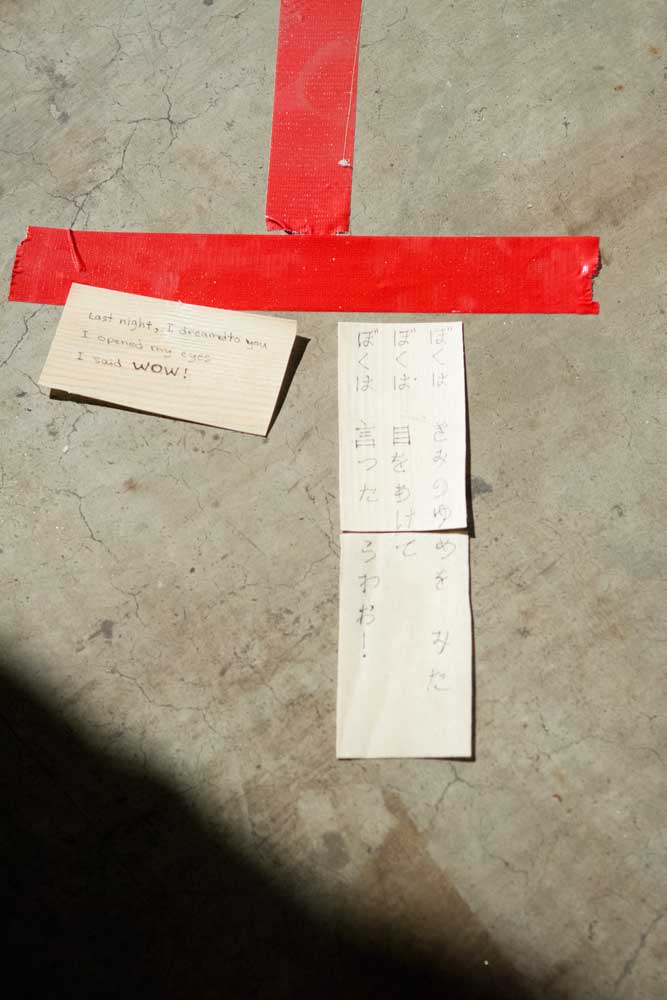 Last night, I dreamed to you
I opened my eyes
I said WOW!
ぼくは きみのゆめを みた
ぼくは 目をあけて
ぼくは 言った うわお!